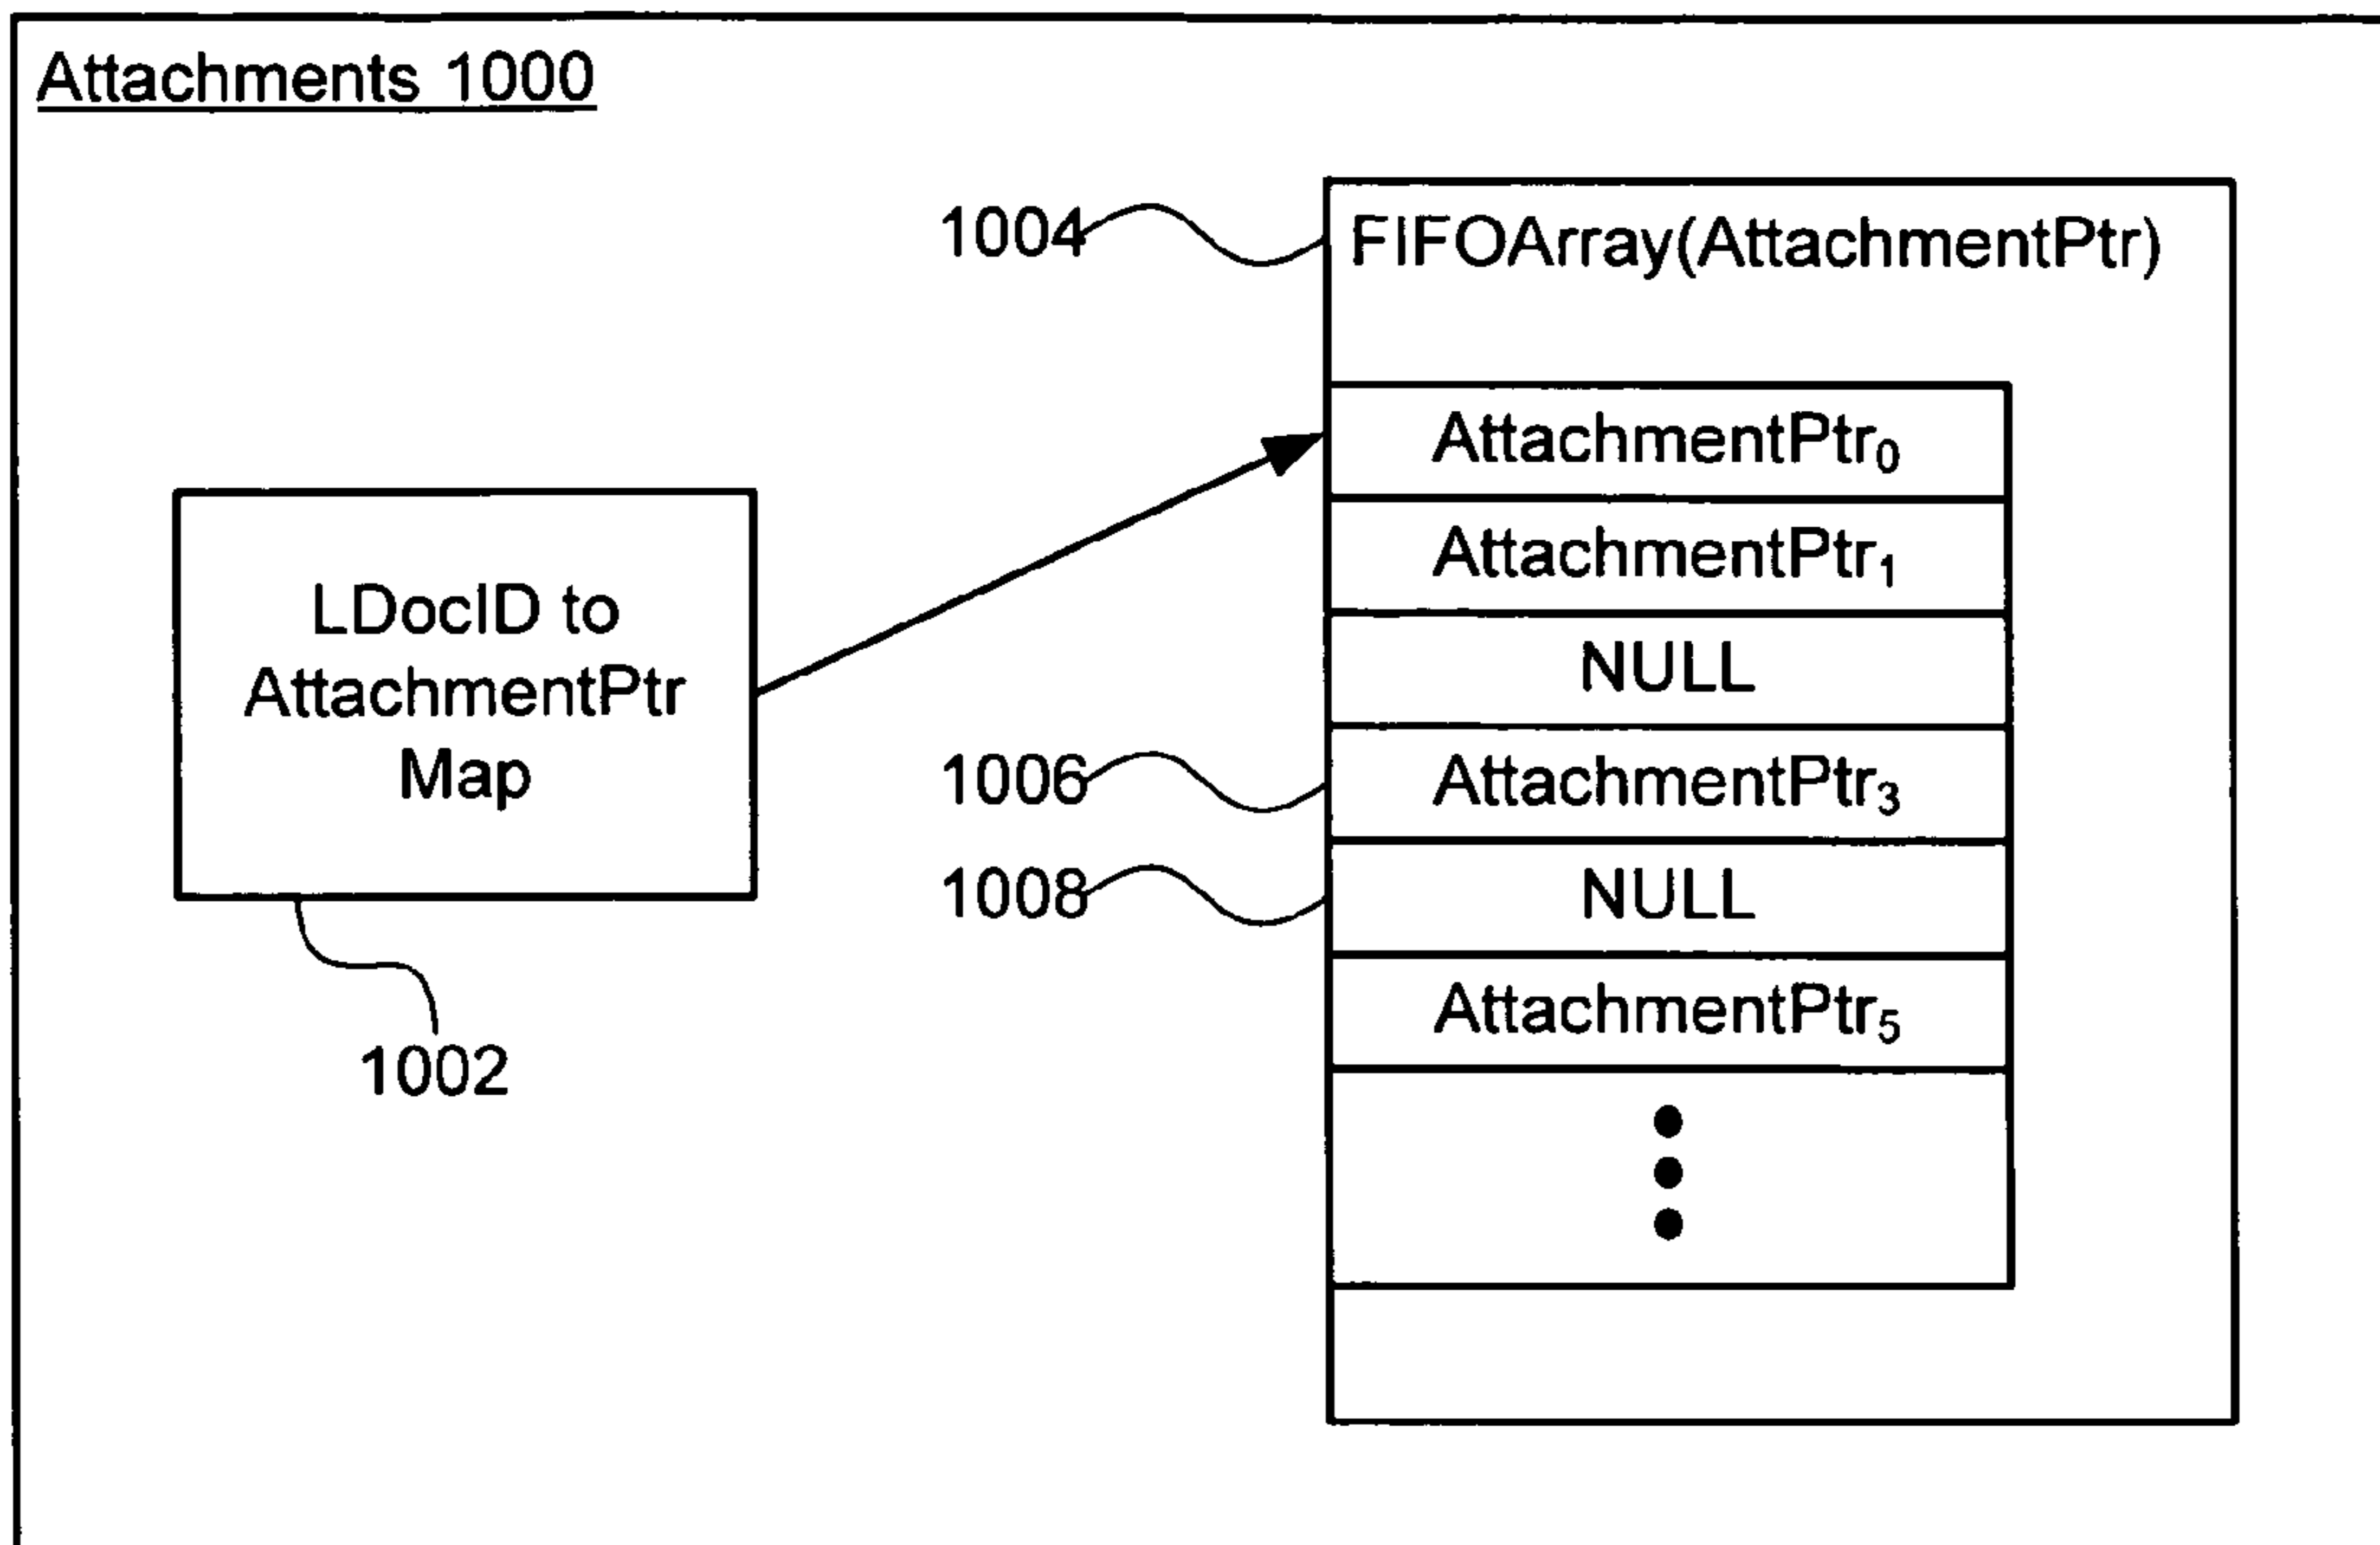 Attachments 1000
1004
FIFOArray(AttachmentPtr)
AttachmentPtr₀
AttachmentPtr₁
NULL
1006
AttachmentPtr₃
1008
NULL
AttachmentPtr₅
LDocID to
AttachmentPtr
Map
1002